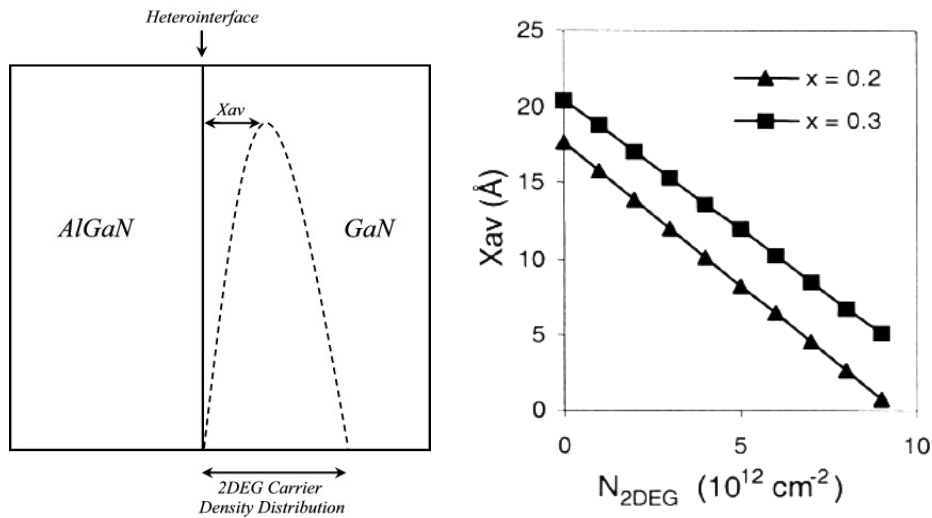 Heterointerface
Xav
AlGaN
GaN
2DEG Carrier
Density Distribution
25
20
15
10
5
0
Xav (Å)
x = 0.2
x = 0.3
0
5
10
N2DEG (10^12 cm^-2)